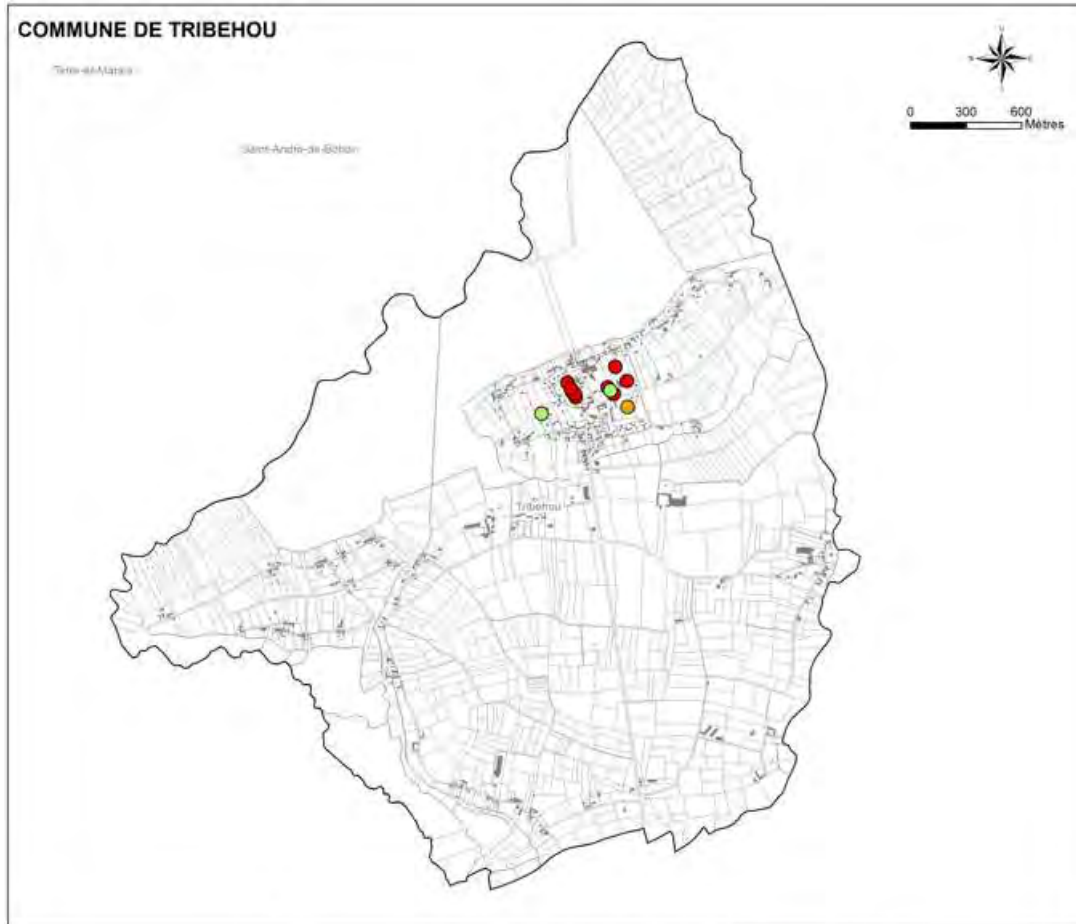 COMMUNE DE TRIBEHOU
Saint-André-de-Bohon
0 300 600
Mètres
Tribehou